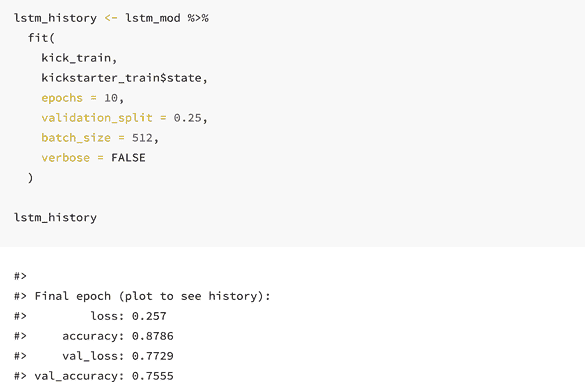 lstm_history <- lstm_mod %>%
  fit(
    kick_train,
    kickstarter_train$state,
    epochs = 10,
    validation_split = 0.25,
    batch_size = 512,
    verbose = FALSE
  )
lstm_history
#>
#> Final epoch (plot to see history):
#>         loss: 0.257
#>     accuracy: 0.8786
#>     val_loss: 0.7729
#> val_accuracy: 0.7555